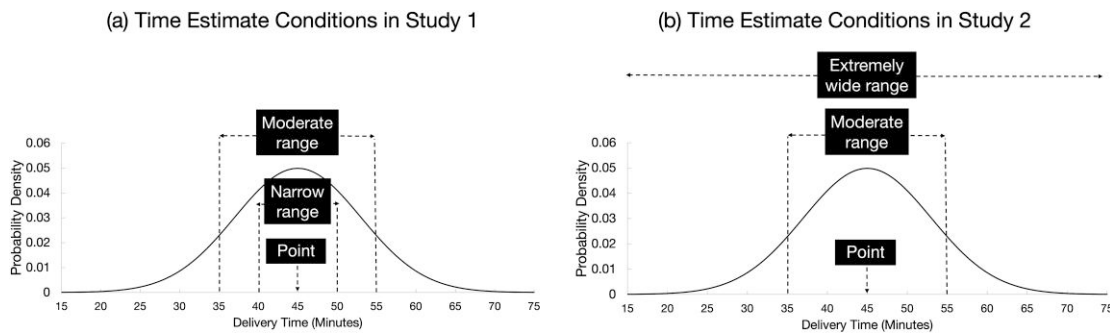 (a) Time Estimate Conditions in Study 1
Moderate
range
Narrow
range
Point
Probability Density
0.06
0.05
0.04
0.03
0.02
0.01
0
15 20 25 30 35 40 45 50 55 60 65 70 75
Delivery Time (Minutes)
(b) Time Estimate Conditions in Study 2
Extremely
wide range
Moderate
range
Point
Probability Density
0.06
0.05
0.04
0.03
0.02
0.01
0
15 20 25 30 35 40 45 50 55 60 65 70 75
Delivery Time (Minutes)